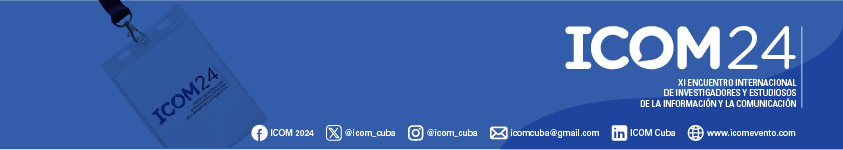 ICOM24
XI ENCUENTRO INTERNACIONAL
DE INVESTIGADORES Y ESTUDIOSOS
DE LA INFORMACIÓN Y LA COMUNICACIÓN
ICOM24
ICOM 2024
@icom_cuba
@icom_cuba
icomcuba@gmail.com
ICOM Cuba
www.icomevento.com